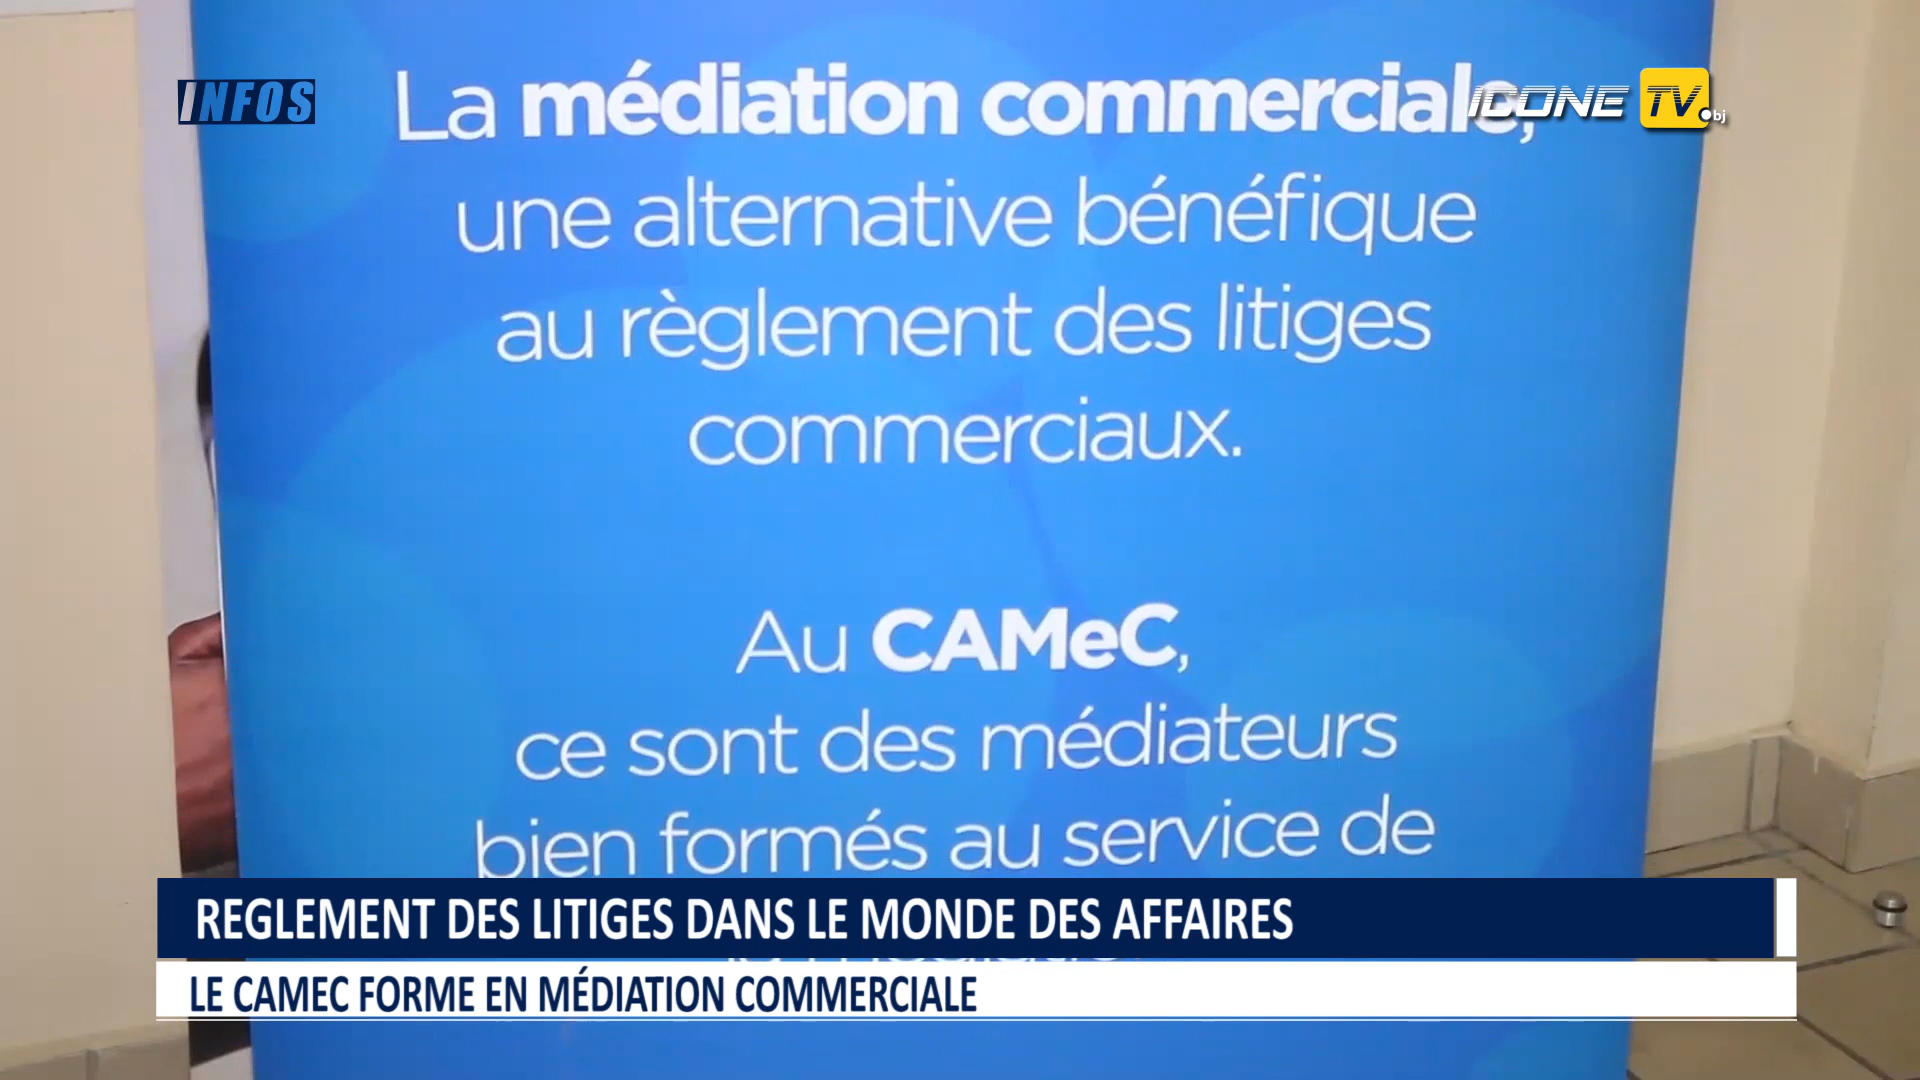 INFOS
ICONE TV.bj
La médiation commerciale,
une alternative bénéfique
au règlement des litiges
commerciaux.
Au CAMeC,
ce sont des médiateurs
bien formés au service de
REGLEMENT DES LITIGES DANS LE MONDE DES AFFAIRES
LE CAMEC FORME EN MÉDIATION COMMERCIALE